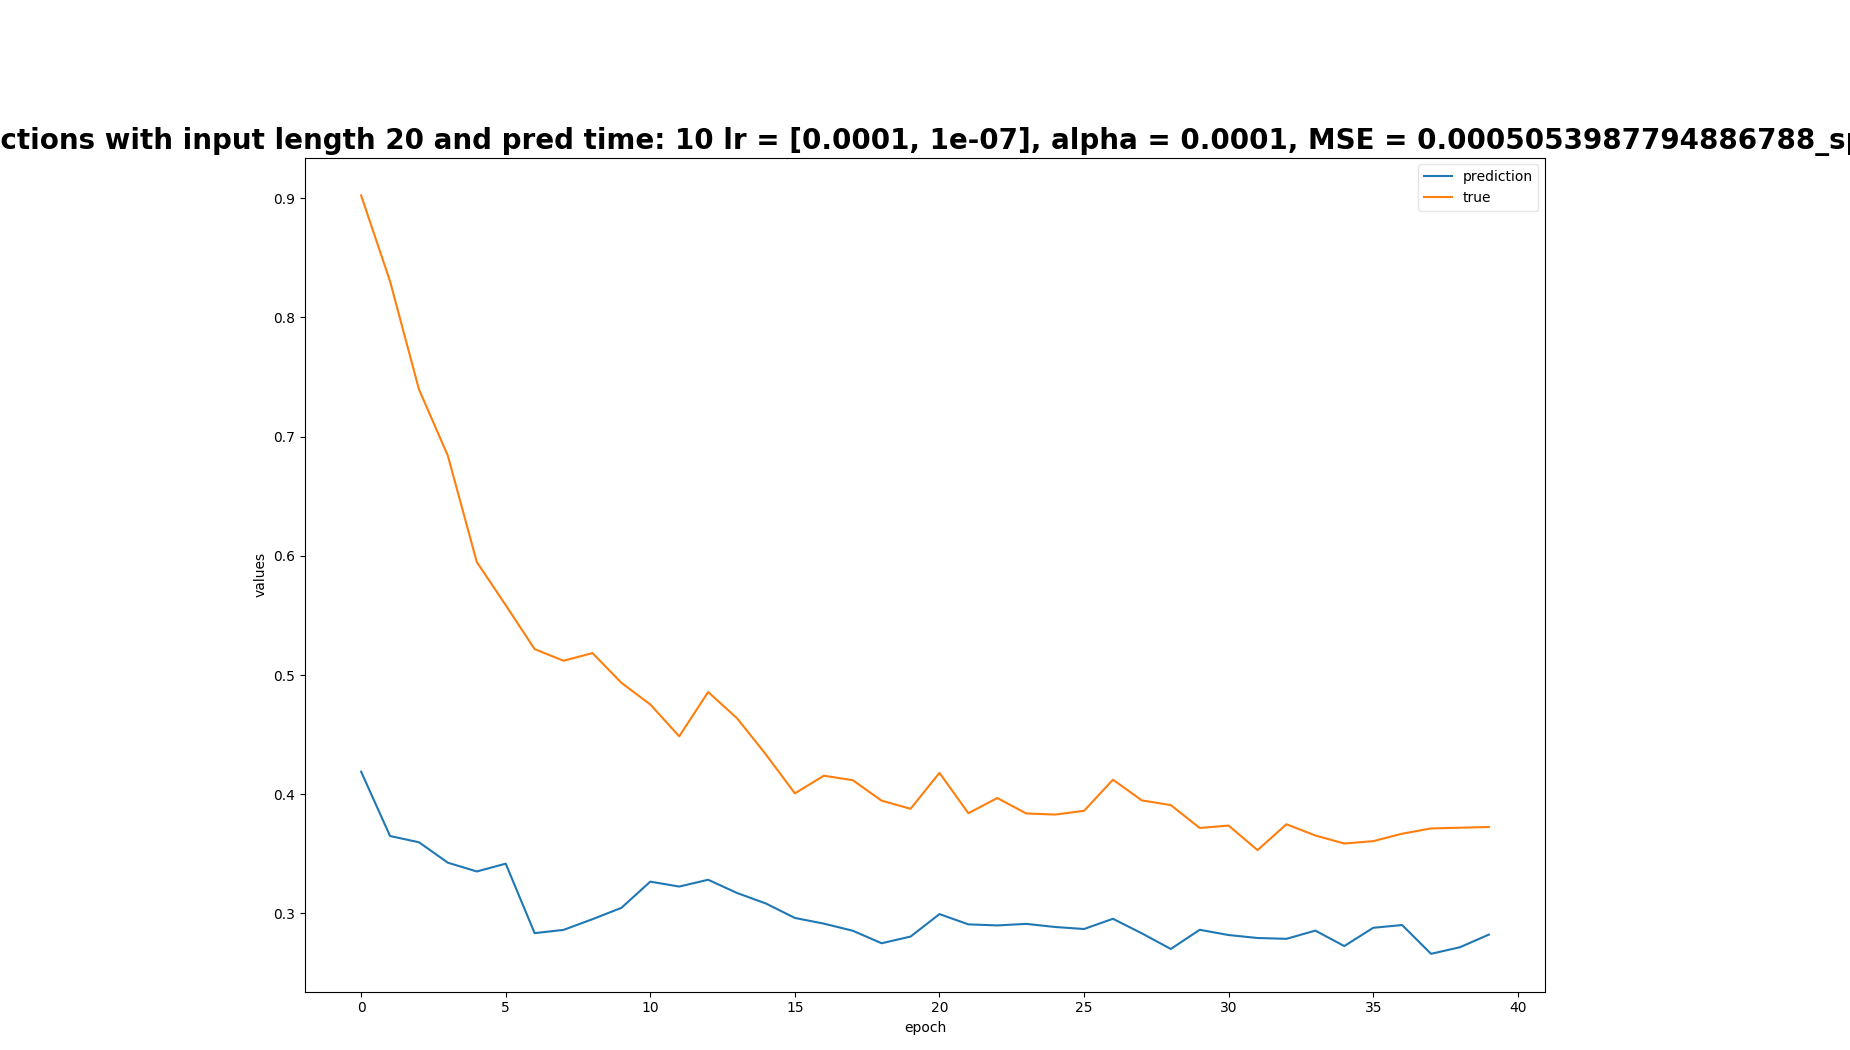 ctions with input length 20 and pred time: 10 lr = [0.0001, 1e-07], alpha = 0.0001, MSE = 0.0005053987794886788_sp
prediction
true
0.9
0.8
0.7
0.6
0.5
0.4
0.3
values
0 5 10 15 20 25 30 35 40
epoch